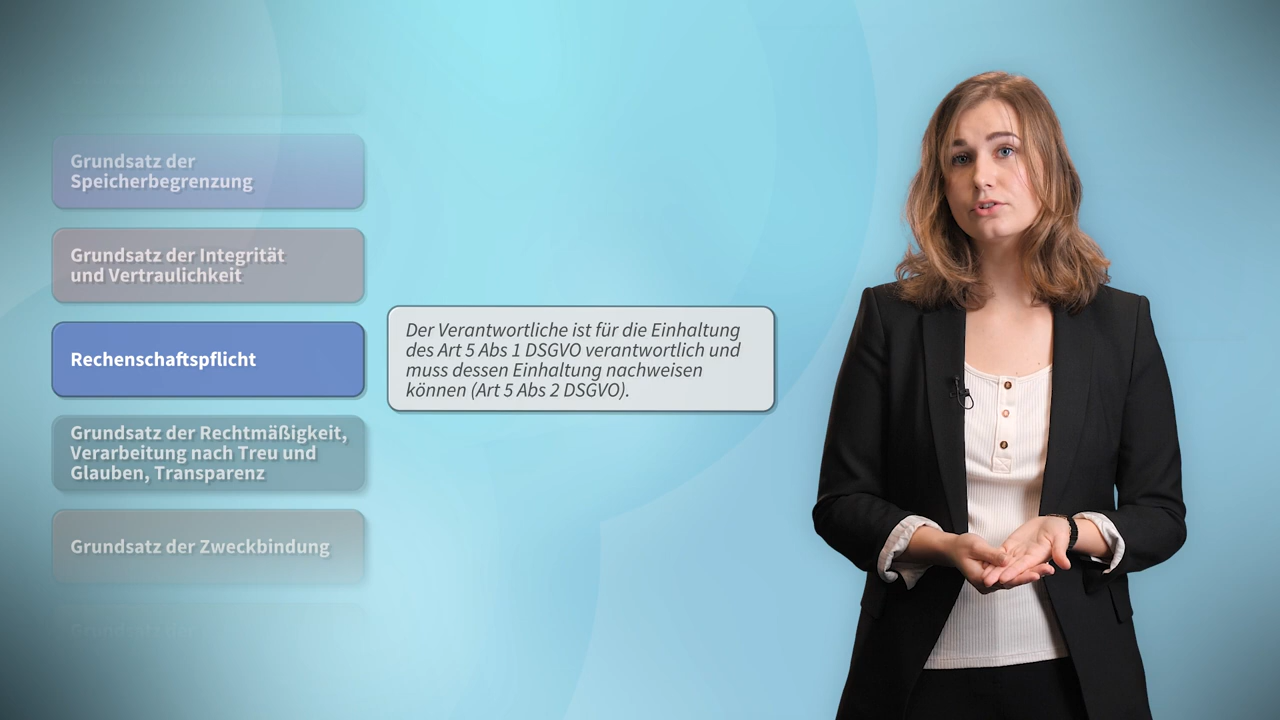 Grundsatz der
Speicherbegrenzung
Grundsatz der Integrität
und Vertraulichkeit
Rechenschaftspflicht
Der Verantwortliche ist für die Einhaltung
des Art 5 Abs 1 DSGVO verantwortlich und
muss dessen Einhaltung nachweisen
können (Art 5 Abs 2 DSGVO).
Grundsatz der Rechtmäßigkeit,
Verarbeitung nach Treu und
Glauben, Transparenz
Grundsatz der Zweckbindung